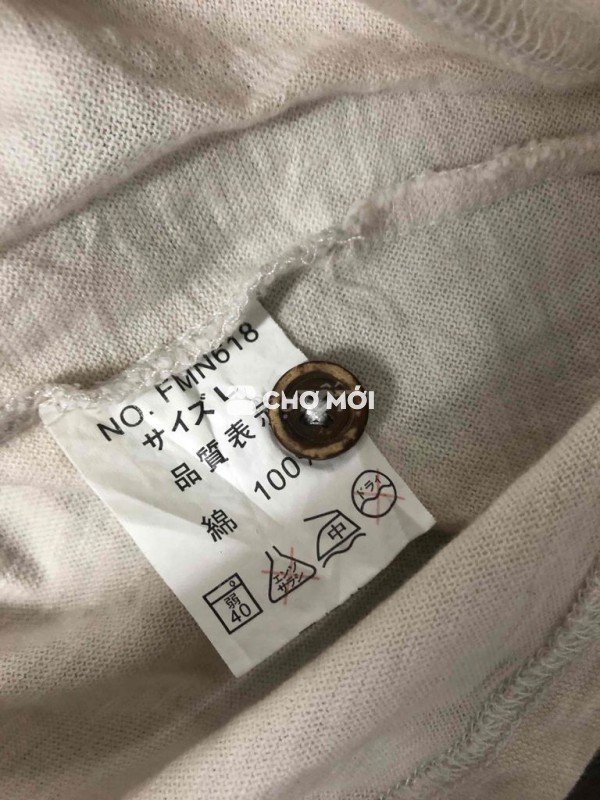 NO. FMN618
サイズ L
品質表示
綿 100%
弱
40
エンソ
サラシ
中
ドライ
CHỢ MỚI